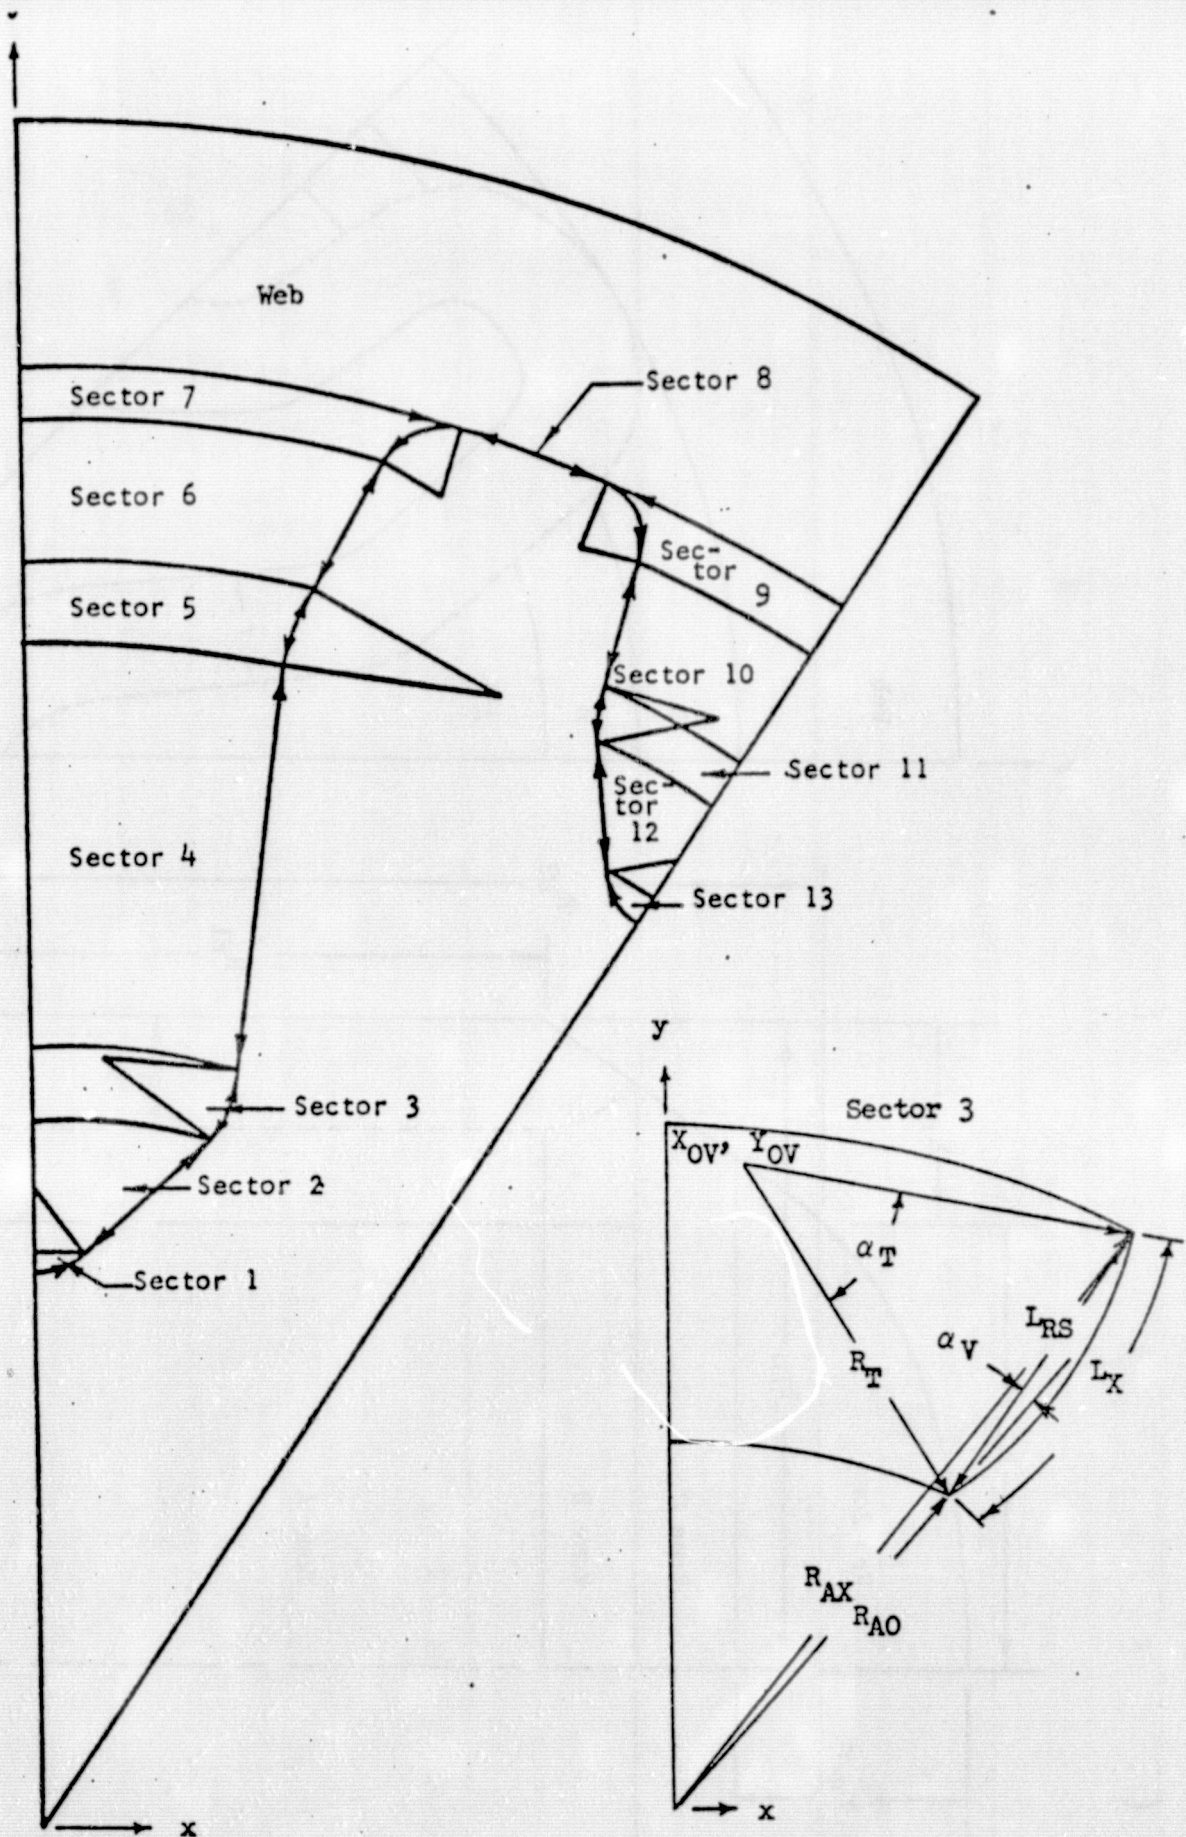 Web
Sector 8
Sector 7
Sector 6
Sec-
tor
9
Sector 5
Sector 10
Sector 11
Sec-
tor
12
Sector 4
Sector 13
y
Sector 3
Sector 3
X_OV, Y_OV
Sector 2
α_T
Sector 1
L_RS
α_V
R_T
L_X
R_AX
R_AO
x
x